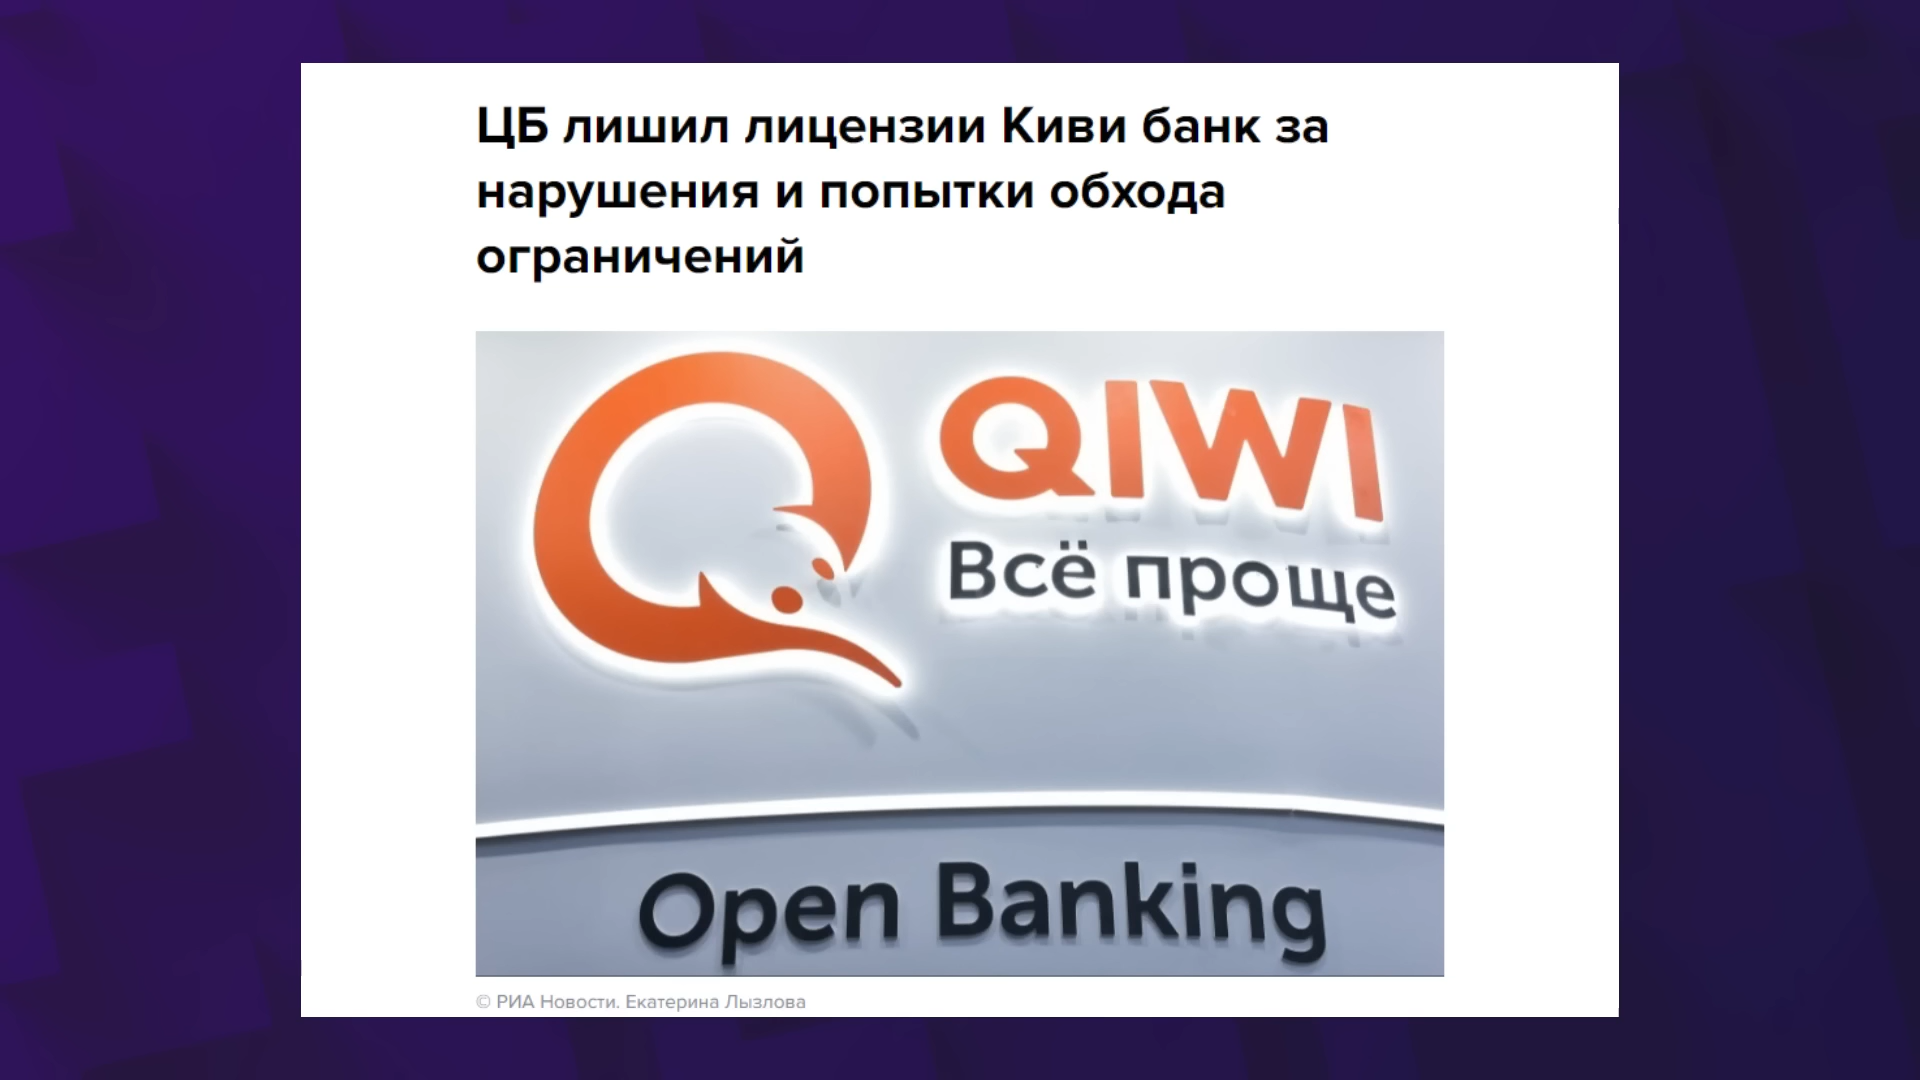 ЦБ лишил лицензии Киви банк за
нарушения и попытки обхода
ограничений
QIWI
Всё проще
Open Banking
© РИА Новости. Екатерина Лызлова